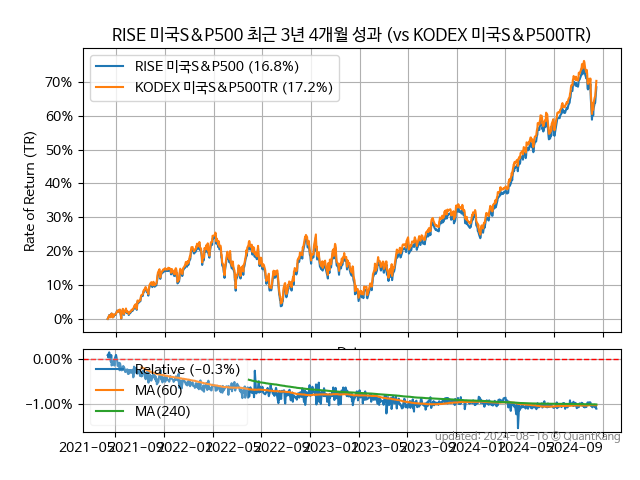 RISE 미국S&P500 최근 3년 4개월 성과 (vs KODEX 미국S&P500TR)
RISE 미국S&P500 (16.8%)
KODEX 미국S&P500TR (17.2%)
Rate of Return (TR)
70%
60%
50%
40%
30%
20%
10%
0%
0.00%
−1.00%
Relative (−0.3%)
MA(60)
MA(240)
updated: 2024-08-16 © QuantKang
2021-05
2021-09
2022-01
2022-05
2022-09
2023-01
2023-05
2023-09
2024-01
2024-05
2024-09